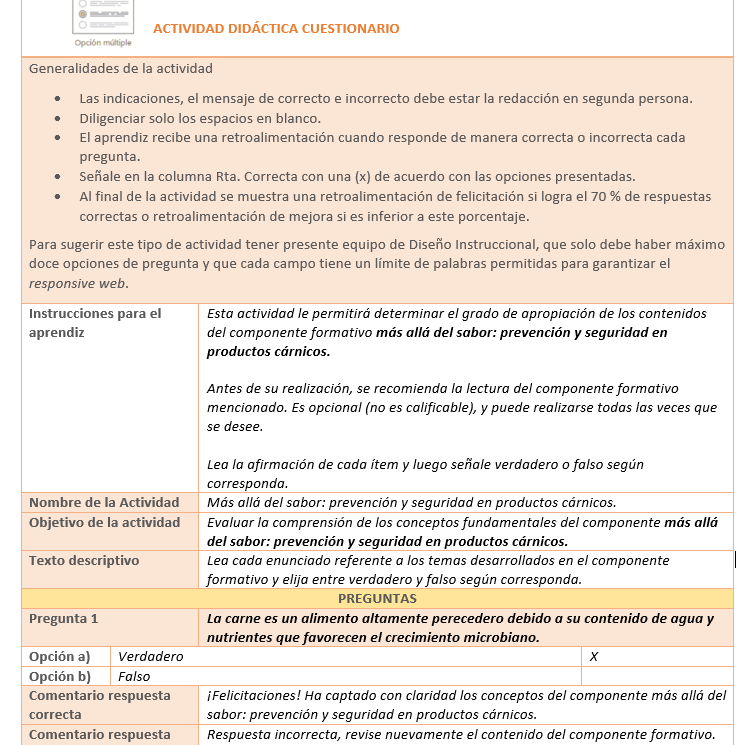 Opción múltiple
ACTIVIDAD DIDÁCTICA CUESTIONARIO
Generalidades de la actividad
• Las indicaciones, el mensaje de correcto e incorrecto debe estar la redacción en segunda persona.
• Diligenciar solo los espacios en blanco.
• El aprendiz recibe una retroalimentación cuando responde de manera correcta o incorrecta cada
pregunta.
• Señale en la columna Rta. Correcta con una (x) de acuerdo con las opciones presentadas.
• Al final de la actividad se muestra una retroalimentación de felicitación si logra el 70 % de respuestas
correctas o retroalimentación de mejora si es inferior a este porcentaje.
Para sugerir este tipo de actividad tener presente equipo de Diseño Instruccional, que solo debe haber máximo
doce opciones de pregunta y que cada campo tiene un límite de palabras permitidas para garantizar el
responsive web.
Instrucciones para el
aprendiz
Esta actividad le permitirá determinar el grado de apropiación de los contenidos
del componente formativo más allá del sabor: prevención y seguridad en
productos cárnicos.
Antes de su realización, se recomienda la lectura del componente formativo
mencionado. Es opcional (no es calificable), y puede realizarse todas las veces que
se desee.
Lea la afirmación de cada ítem y luego señale verdadero o falso según
corresponda.
Nombre de la Actividad
Más allá del sabor: prevención y seguridad en productos cárnicos.
Objetivo de la actividad
Evaluar la comprensión de los conceptos fundamentales del componente más allá
del sabor: prevención y seguridad en productos cárnicos.
Texto descriptivo
Lea cada enunciado referente a los temas desarrollados en el componente
formativo y elija entre verdadero y falso según corresponda.
PREGUNTAS
Pregunta 1
La carne es un alimento altamente perecedero debido a su contenido de agua y
nutrientes que favorecen el crecimiento microbiano.
Opción a) Verdadero X
Opción b) Falso
Comentario respuesta
correcta
¡Felicitaciones! Ha captado con claridad los conceptos del componente más allá del
sabor: prevención y seguridad en productos cárnicos.
Comentario respuesta
Respuesta incorrecta, revise nuevamente el contenido del componente formativo.